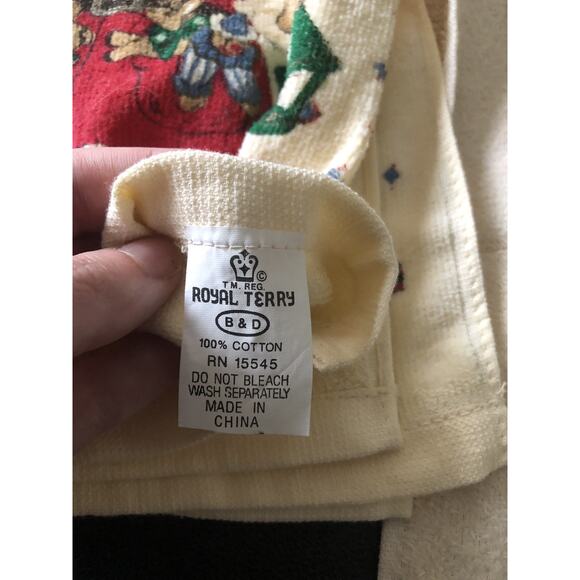 ©
T.M. REG.
ROYAL TERRY
B & D
100% COTTON
RN 15545
DO NOT BLEACH
WASH SEPARATELY
MADE IN
CHINA